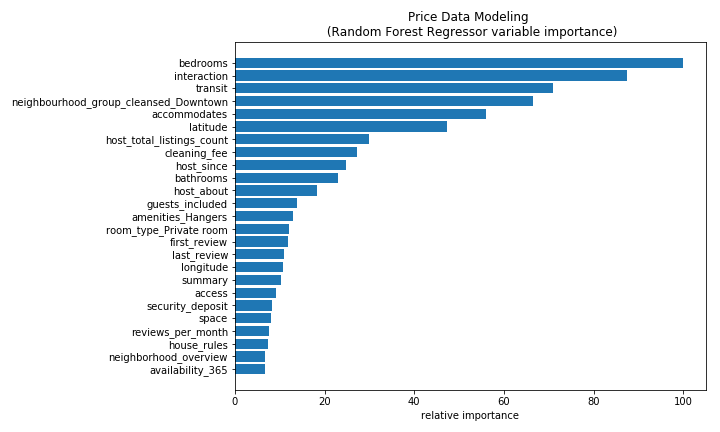 Price Data Modeling
(Random Forest Regressor variable importance)
bedrooms
interaction
transit
neighbourhood_group_cleansed_Downtown
accommodates
latitude
host_total_listings_count
cleaning_fee
host_since
bathrooms
host_about
guests_included
amenities_Hangers
room_type_Private room
first_review
last_review
longitude
summary
access
security_deposit
space
reviews_per_month
house_rules
neighborhood_overview
availability_365
0 20 40 60 80 100
relative importance